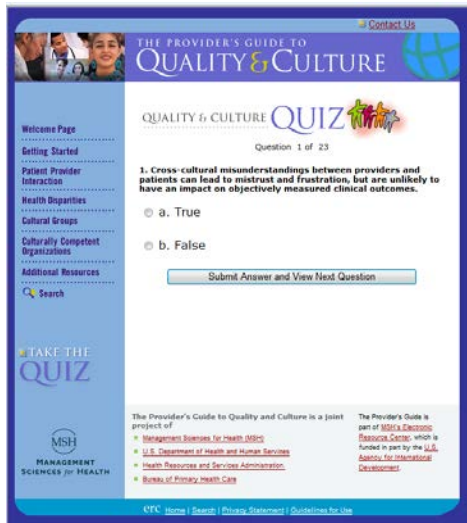 Contact Us
THE PROVIDER'S GUIDE TO
QUALITY & CULTURE
Welcome Page
Getting Started
Patient Provider
Interaction
Health Disparities
Cultural Groups
Culturally Competent
Organizations
Additional Resources
Search
TAKE THE
QUIZ
MSH
MANAGEMENT
SCIENCES for HEALTH
QUALITY & CULTURE QUIZ
Question 1 of 23
1. Cross-cultural misunderstandings between providers and
patients can lead to mistrust and frustration, but are unlikely to
have an impact on objectively measured clinical outcomes.
a. True
b. False
Submit Answer and View Next Question
The Provider's Guide to Quality and Culture is a joint
project of
Management Sciences for Health (MSH)
U.S. Department of Health and Human Services
Health Resources and Services Administration.
Bureau of Primary Health Care
The Provider's Guide is
part of MSH's Electronic
Resource Center, which is
funded in part by the U.S.
Agency for International
Development.
erc Home | Search | Privacy Statement | Guidelines for Use